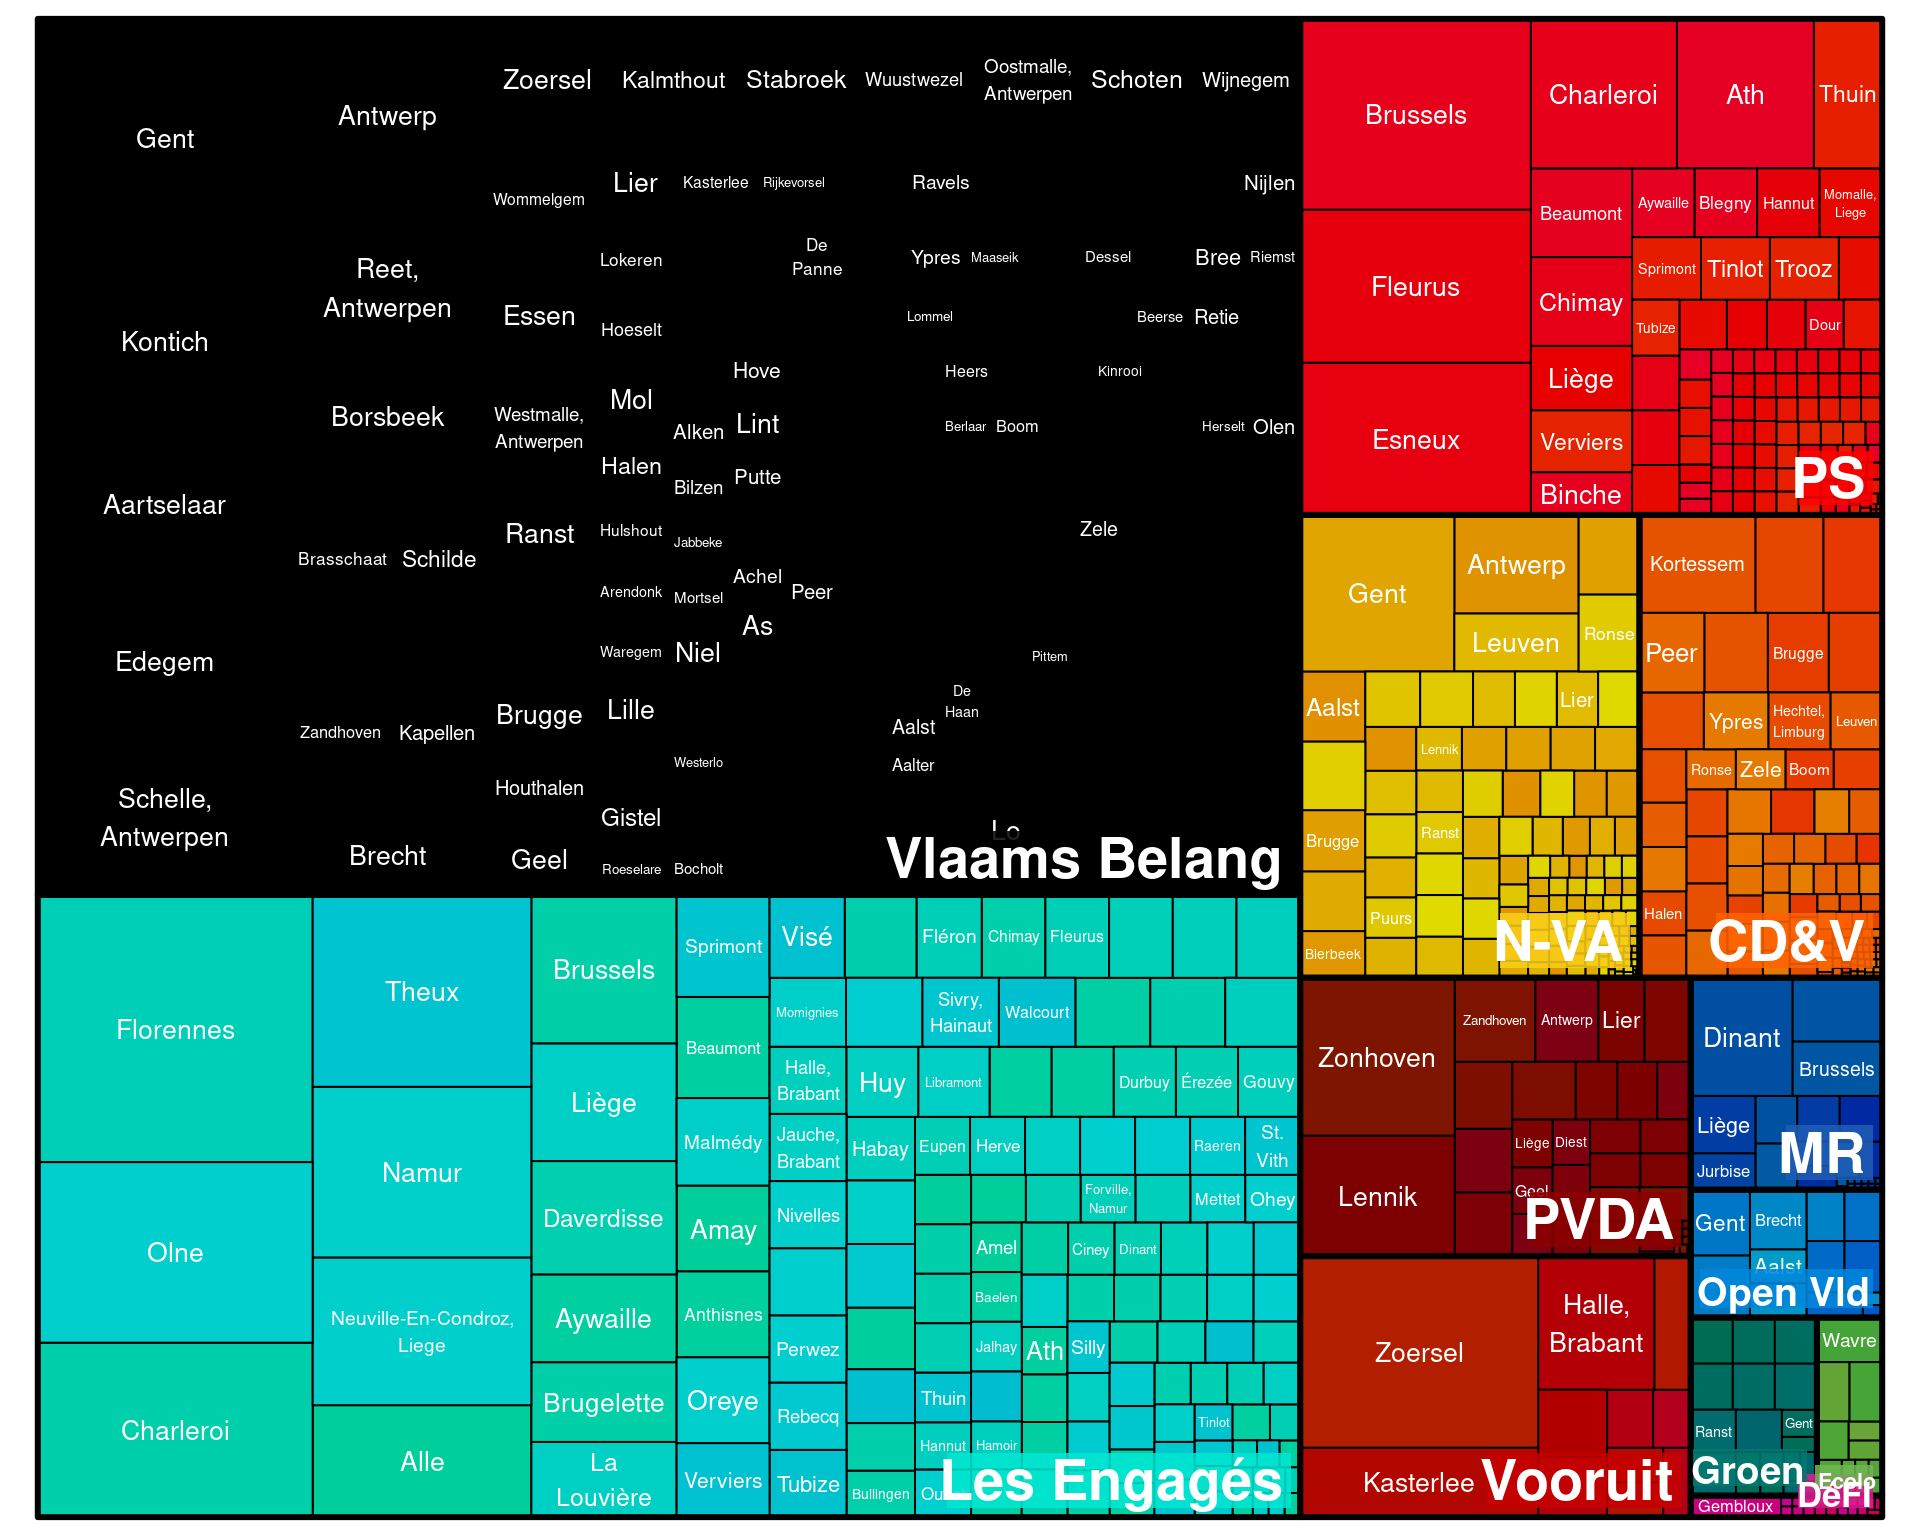 Gent
Antwerp
Zoersel
Kalmthout
Stabroek
Wuustwezel
Oostmalle,
Antwerpen
Schoten
Wijnegem
Wommelgem
Lier
Kasterlee
Rijkevorsel
Ravels
Nijlen
Reet,
Antwerpen
Lokeren
De
Panne
Ypres
Maaseik
Dessel
Bree
Riemst
Kontich
Essen
Hoeselt
Lommel
Beerse
Retie
Hove
Heers
Kinrooi
Borsbeek
Westmalle,
Antwerpen
Mol
Alken
Lint
Berlaar
Boom
Herselt
Olen
Halen
Bilzen
Putte
Aartselaar
Brasschaat
Schilde
Ranst
Hulshout
Jabbeke
Zele
Arendonk
Mortsel
Achel
Peer
As
Edegem
Waregem
Niel
Pittem
Zandhoven
Kapellen
Brugge
Lille
De
Haan
Aalst
Westerlo
Aalter
Schelle,
Antwerpen
Houthalen
Gistel
Lo
Brecht
Geel
Roeselare
Bocholt
Vlaams Belang
Brussels
Charleroi
Ath
Thuin
Beaumont
Aywaille
Blegny
Hannut
Momalle,
Liege
Fleurus
Chimay
Sprimont
Tinlot
Trooz
Tubize
Dour
Esneux
Liège
Verviers
Binche
PS
Gent
Antwerp
Leuven
Ronse
Aalst
Lier
Lennik
Brugge
Ranst
Puurs
Bierbeek
N-VA
Kortessem
Peer
Brugge
Ypres
Hechtel,
Limburg
Leuven
Ronse
Zele
Boom
Halen
CD&V
Florennes
Theux
Brussels
Sprimont
Visé
Fléron
Chimay
Fleurus
Momignies
Sivry,
Hainaut
Walcourt
Beaumont
Halle,
Brabant
Huy
Libramont
Durbuy
Érezée
Gouvy
Namur
Liège
Malmédy
Jauche,
Brabant
Habay
Eupen
Herve
Raeren
St.
Vith
Olne
Daverdisse
Amay
Nivelles
Forville,
Namur
Mettet
Ohey
Amel
Ciney
Dinant
Neuville-En-Condroz,
Liege
Aywaille
Anthisnes
Perwez
Baelen
Jalhay
Ath
Silly
Charleroi
Alle
Brugelette
Oreye
Rebecq
Thuin
Tinlot
Hannut
Hamoir
La
Louvière
Verviers
Tubize
Bullingen
Les Engagés
Zonhoven
Zandhoven
Antwerp
Lier
Liège
Diest
Geel
Lennik
PVDA
Dinant
Brussels
Liège
Jurbise
MR
Gent
Brecht
Aalst
Open Vld
Zoersel
Halle,
Brabant
Kasterlee
Vooruit
Ranst
Gent
Groen
Wavre
Ecolo
Gembloux
DéFI